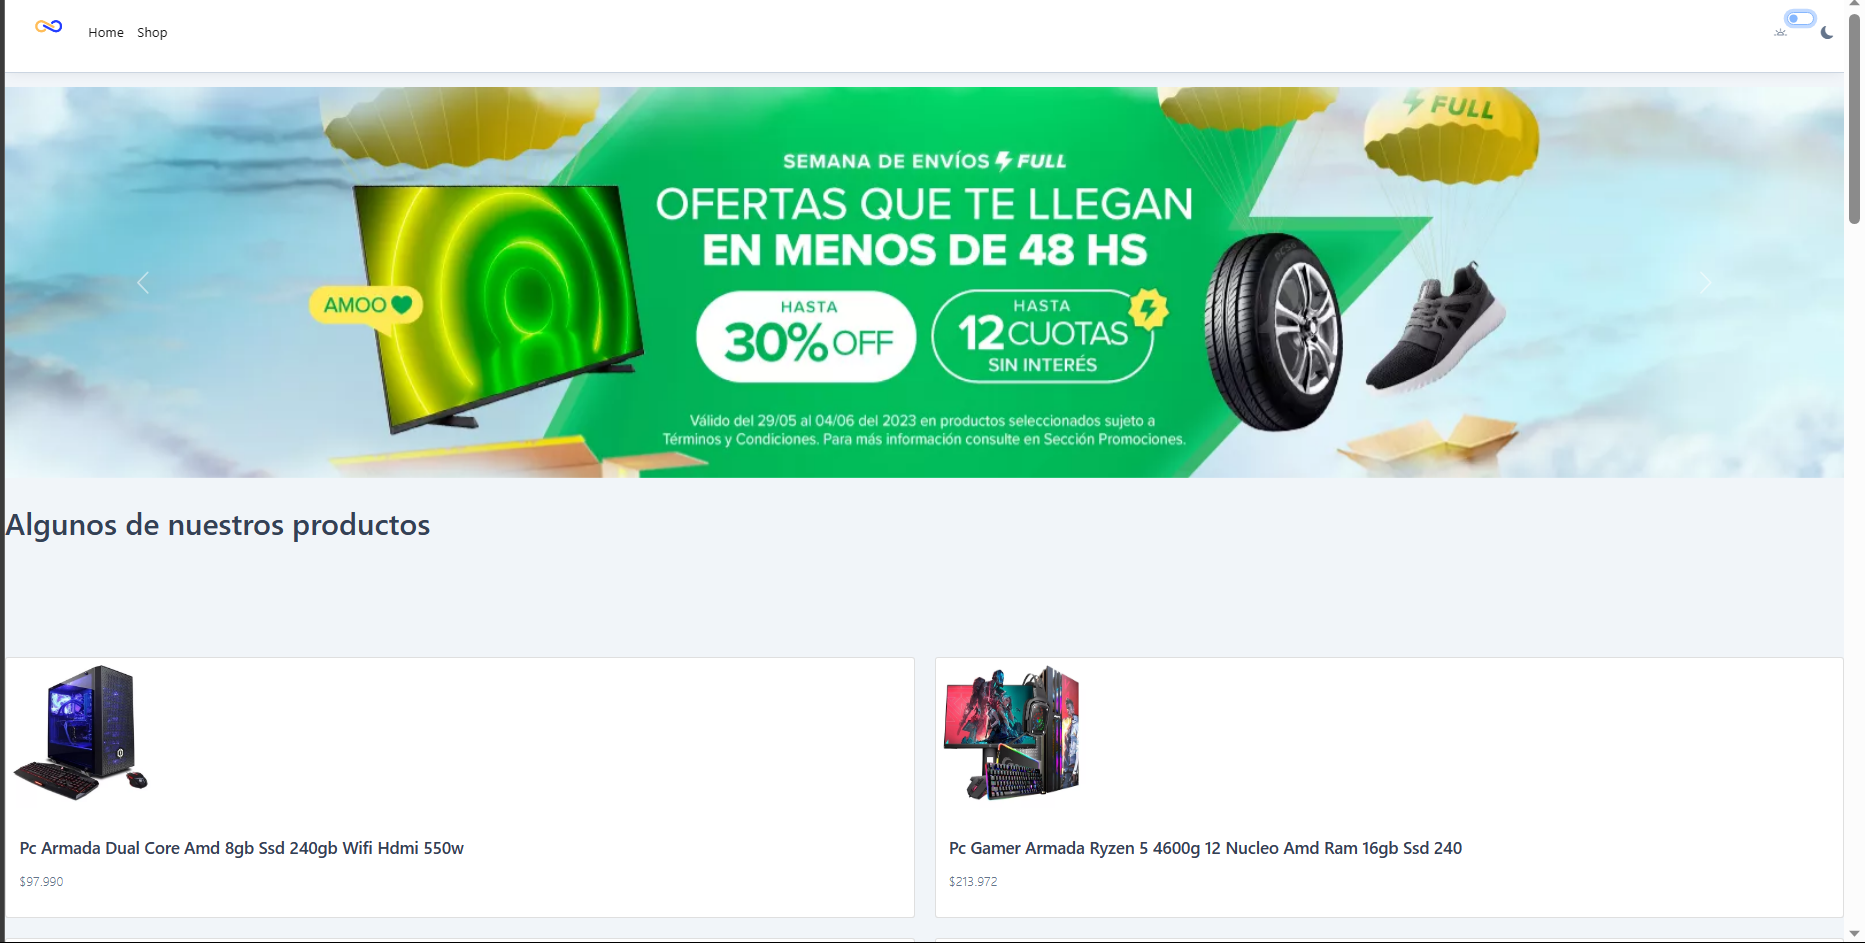 Home Shop
FULL
SEMANA DE ENVÍOS FULL
OFERTAS QUE TE LLEGAN
EN MENOS DE 48 HS
AMOO
HASTA
30% OFF
HASTA
12 CUOTAS
SIN INTERÉS
Válido del 29/05 al 04/06 del 2023 en productos seleccionados sujeto a
Términos y Condiciones. Para más información consulte en Sección Promociones.
Algunos de nuestros productos
Pc Armada Dual Core Amd 8gb Ssd 240gb Wifi Hdmi 550w
$97.990
Pc Gamer Armada Ryzen 5 4600g 12 Nucleo Amd Ram 16gb Ssd 240
$213.972